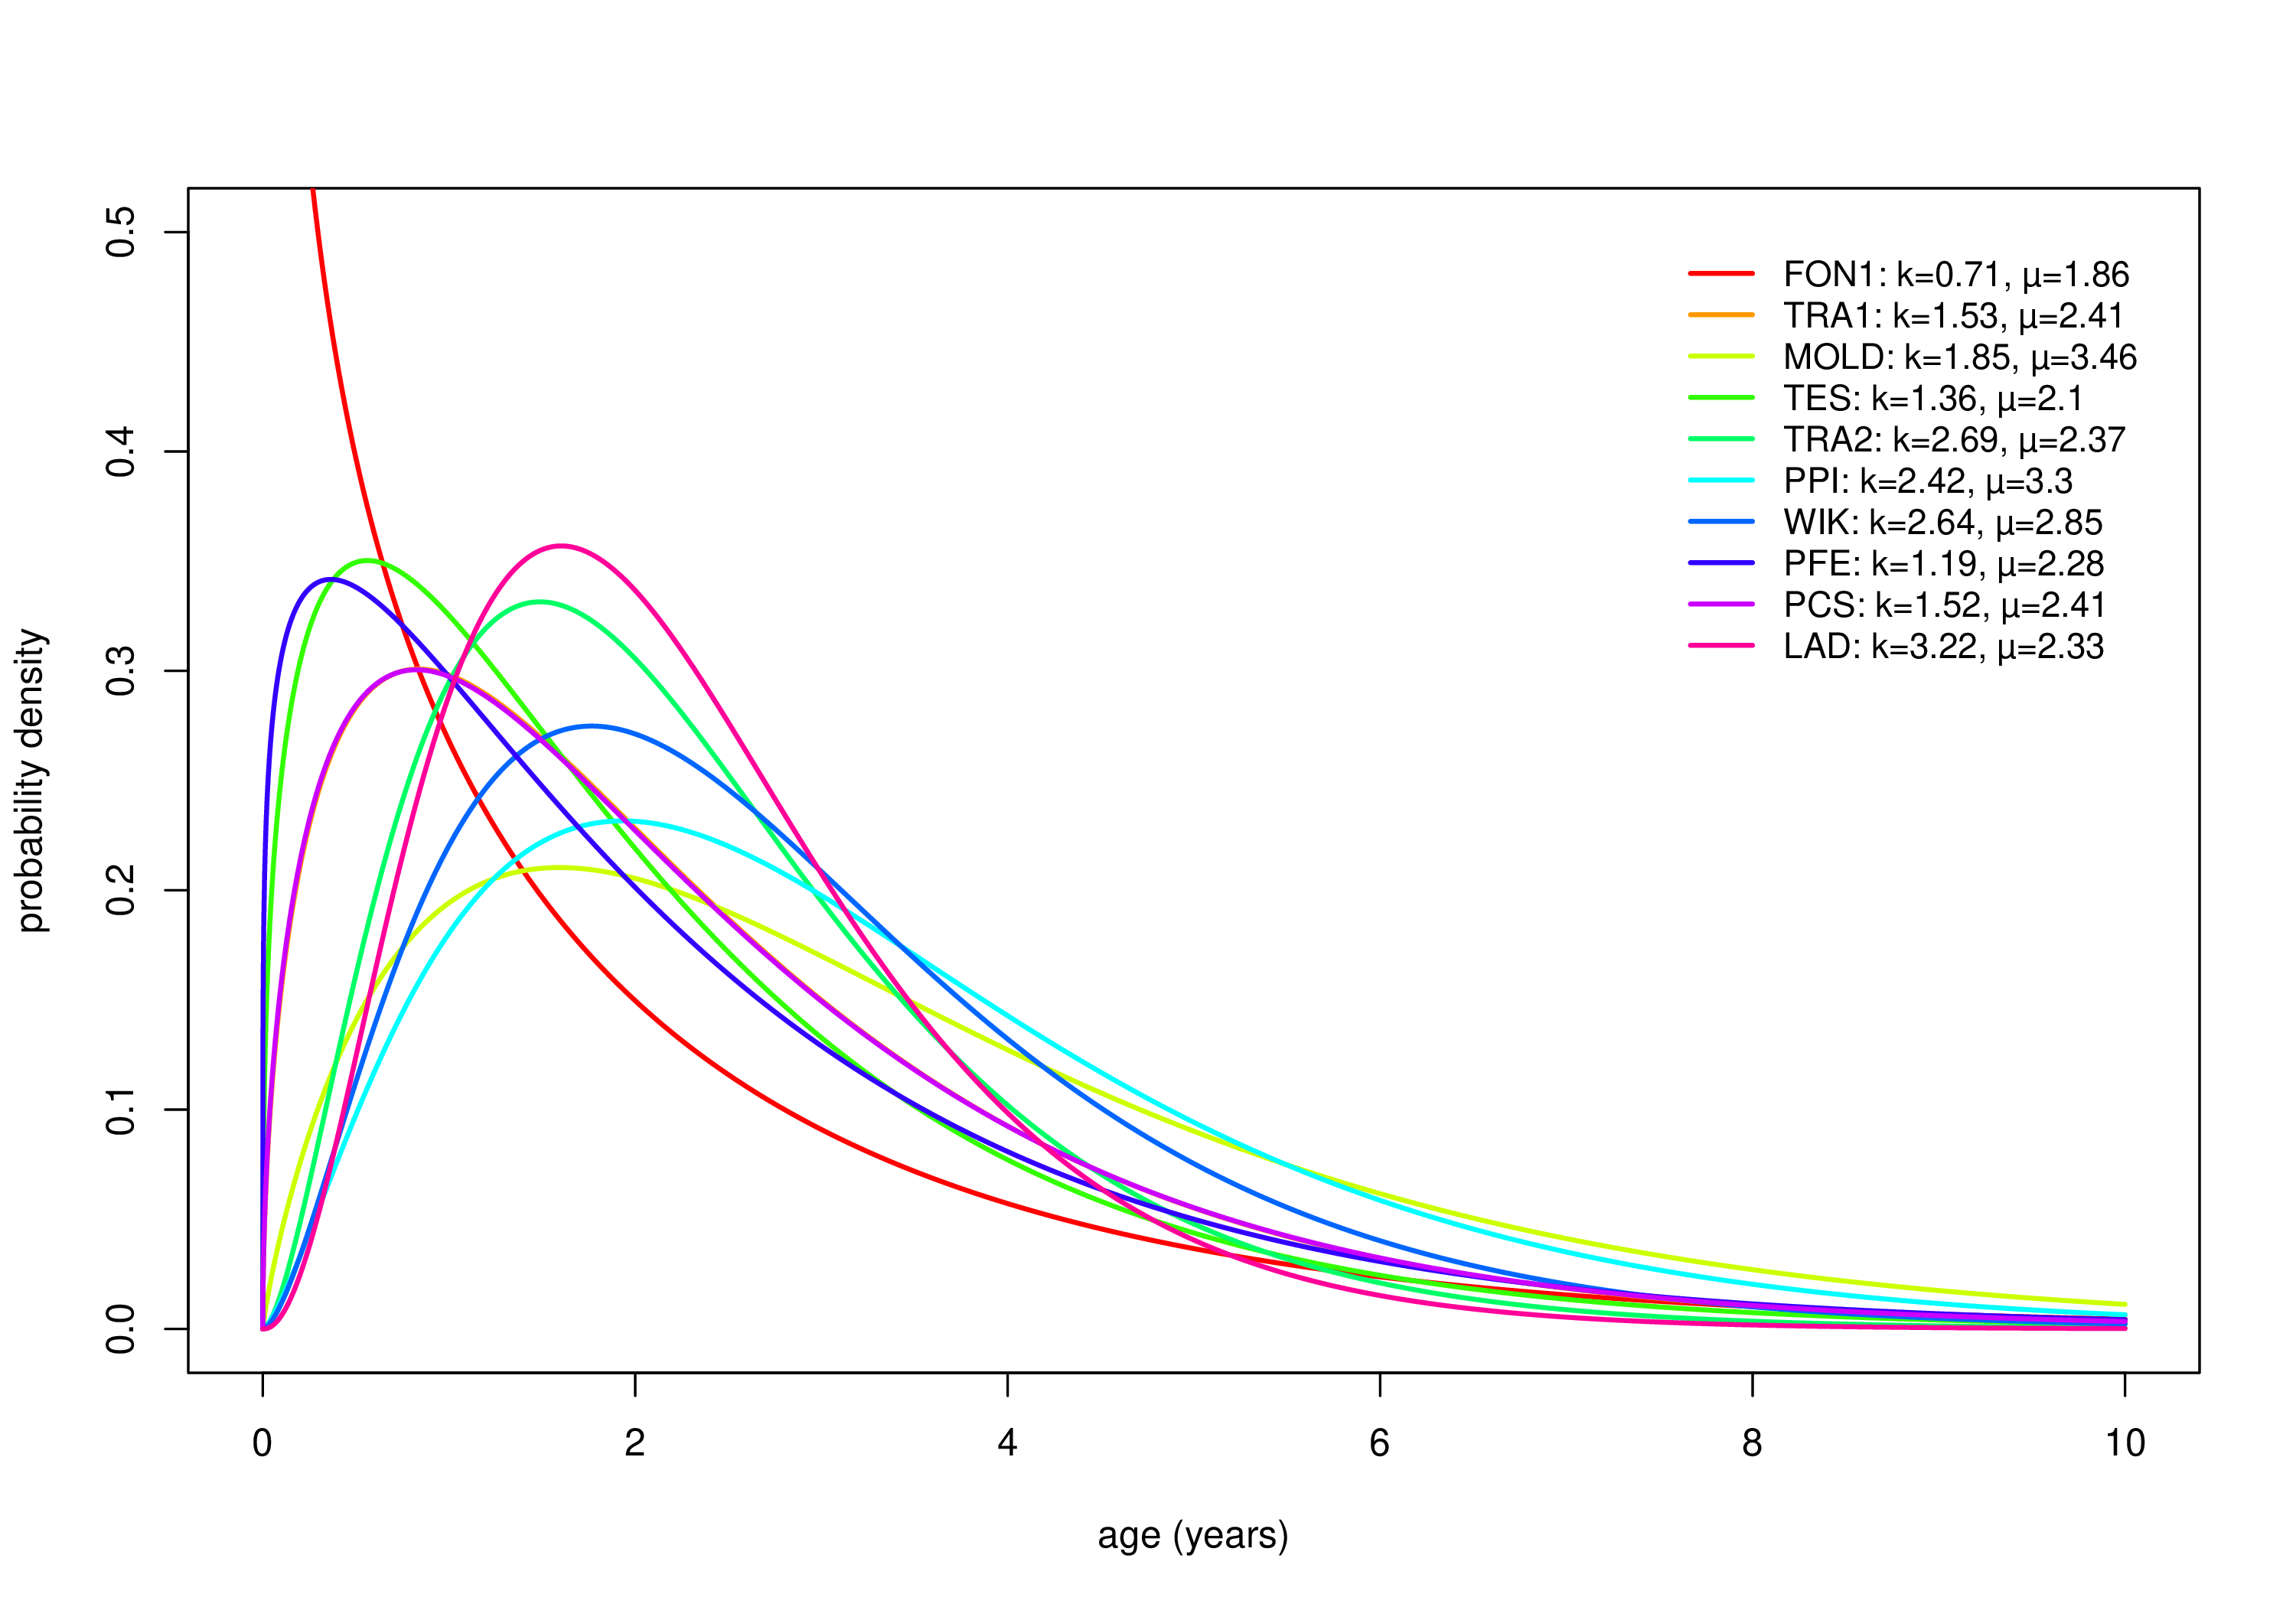 0.5
0.4
0.3
0.2
0.1
0.0
probability density
FON1: k=0.71, µ=1.86
TRA1: k=1.53, µ=2.41
MOLD: k=1.85, µ=3.46
TES: k=1.36, µ=2.1
TRA2: k=2.69, µ=2.37
PPI: k=2.42, µ=3.3
WIK: k=2.64, µ=2.85
PFE: k=1.19, µ=2.28
PCS: k=1.52, µ=2.41
LAD: k=3.22, µ=2.33
0 2 4 6 8 10
age (years)